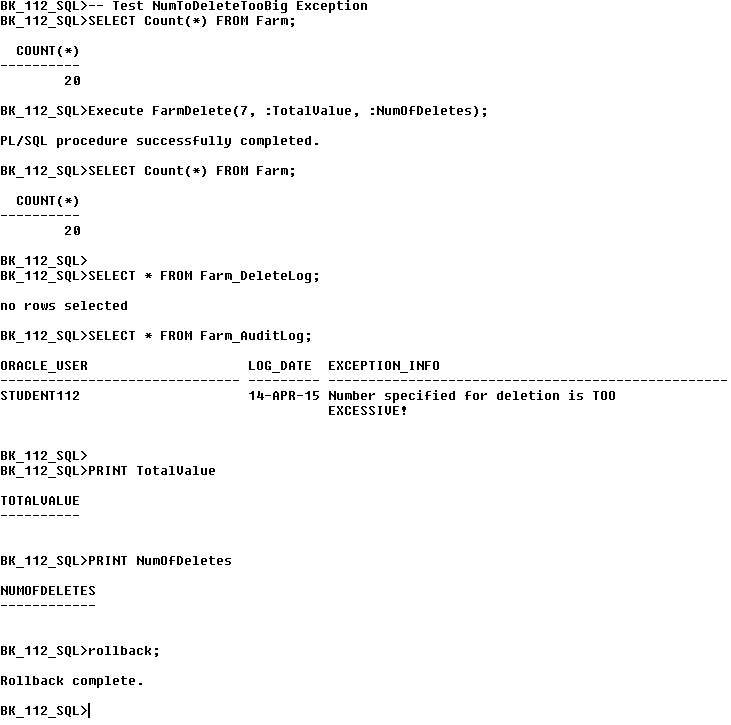 BK_112_SQL>-- Test NumToDeleteTooBig Exception
BK_112_SQL>SELECT Count(*) FROM Farm;
COUNT(*)
----------
20
BK_112_SQL>Execute FarmDelete(7, :TotalValue, :NumOfDeletes);
PL/SQL procedure successfully completed.
BK_112_SQL>SELECT Count(*) FROM Farm;
COUNT(*)
----------
20
BK_112_SQL>
BK_112_SQL>SELECT * FROM Farm_DeleteLog;
no rows selected
BK_112_SQL>SELECT * FROM Farm_AuditLog;
ORACLE_USER                    LOG_DATE  EXCEPTION_INFO
------------------------------ --------- --------------------------------------------------
STUDENT112                     14-APR-15 Number specified for deletion is TOO
EXCESSIVE!
BK_112_SQL>
BK_112_SQL>PRINT TotalValue
TOTALVALUE
----------
BK_112_SQL>PRINT NumOfDeletes
NUMOFDELETES
------------
BK_112_SQL>rollback;
Rollback complete.
BK_112_SQL>